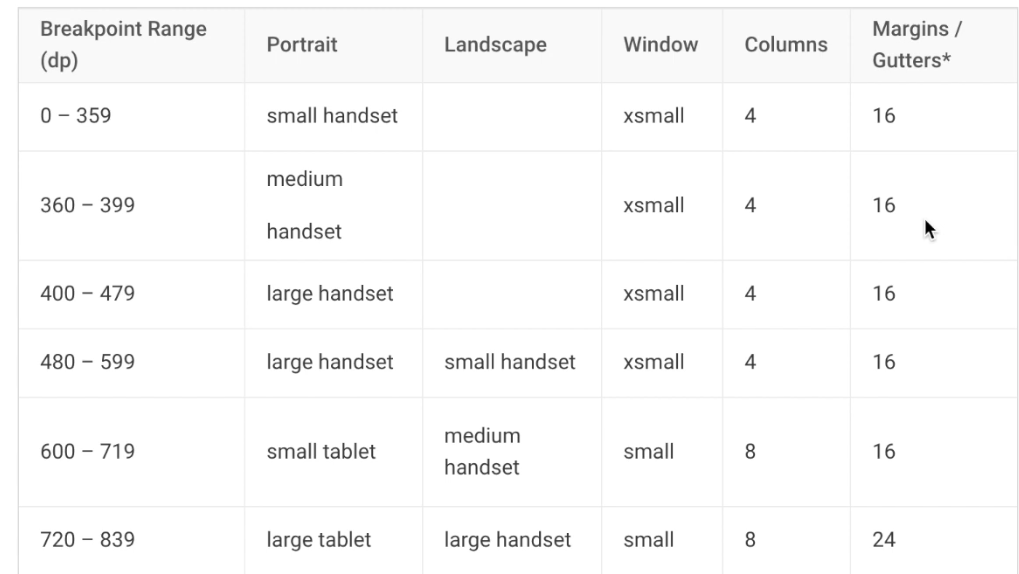 Breakpoint Range (dp) Portrait Landscape Window Columns Margins / Gutters*
0 – 359 small handset xsmall 4 16
360 – 399 medium handset xsmall 4 16
400 – 479 large handset xsmall 4 16
480 – 599 large handset small handset xsmall 4 16
600 – 719 small tablet medium handset small 8 16
720 – 839 large tablet large handset small 8 24